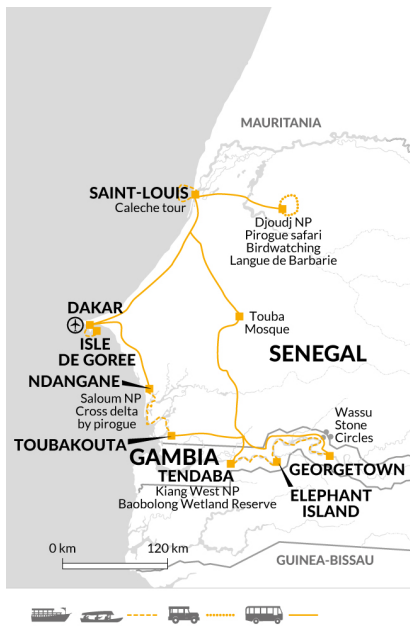 MAURITANIA
SAINT-LOUIS
Caleche tour
Djoudj NP
Pirogue safari
Birdwatching
Langue de Barbarie
DAKAR
Touba
Mosque
ISLE
DE GOREE
SENEGAL
NDANGANE
Saloum NP
Cross delta
by pirogue
Wassu
Stone
Circles
TOUBAKOUTA
GAMBIA
GEORGETOWN
TENDABA
Kiang West NP
Baobolong Wetland Reserve
ELEPHANT
ISLAND
0 km
120 km
GUINEA-BISSAU